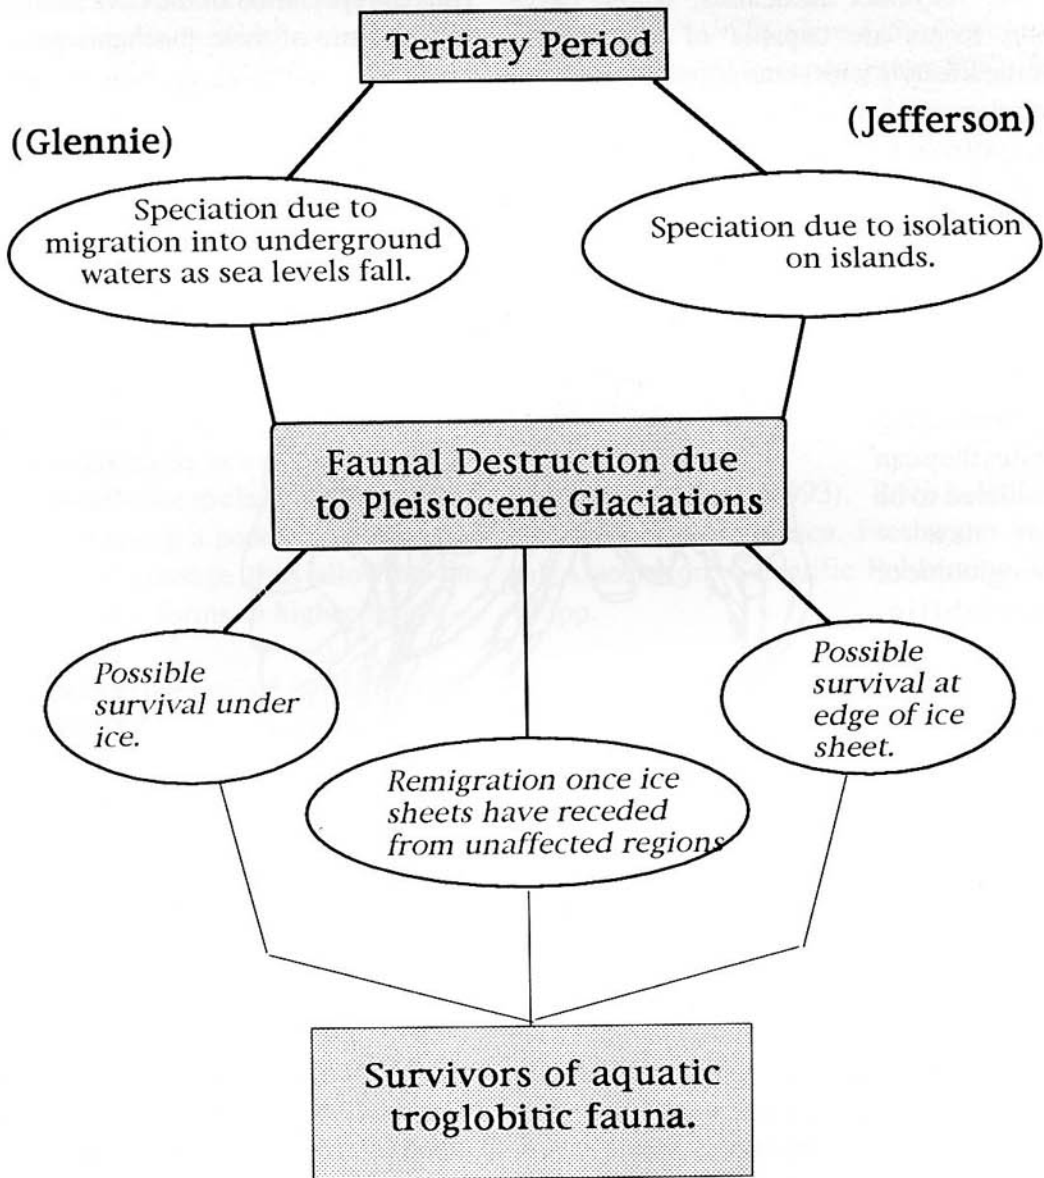 Tertiary Period
(Glennie)
(Jefferson)
Speciation due to
migration into underground
waters as sea levels fall.
Speciation due to isolation
on islands.
Faunal Destruction due
to Pleistocene Glaciations
Possible
survival under
ice.
Possible
survival at
edge of ice
sheet.
Remigration once ice
sheets have receded
from unaffected regions
Survivors of aquatic
troglobitic fauna.